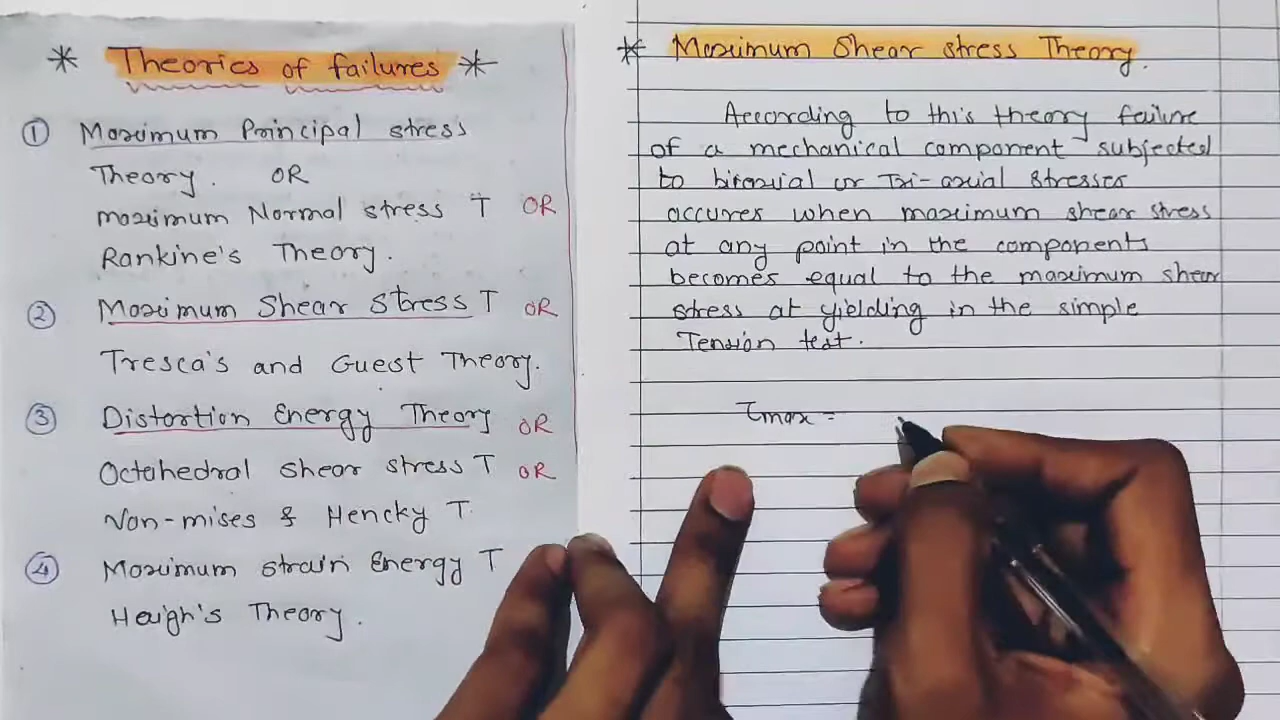 * Theories of failures *
① Maximum Principal stress
Theory. OR
maximum Normal stress T OR
Rankine's Theory.
② Maximum Shear Stress T OR
Tresca's and Guest Theory.
③ Distortion Energy Theory OR
Octahedral shear stress T OR
Von-mises & Hencky T.
④ Maximum strain Energy T
Heigh's Theory.
* Maximum Shear stress Theory.
According to this theory failure
of a mechanical component subjected
to biaxial or Tri-axial stresses
accures when maximum shear stress
at any point in the components
becomes equal to the maximum shear
stress at yielding in the simple
Tension test.
τmax =